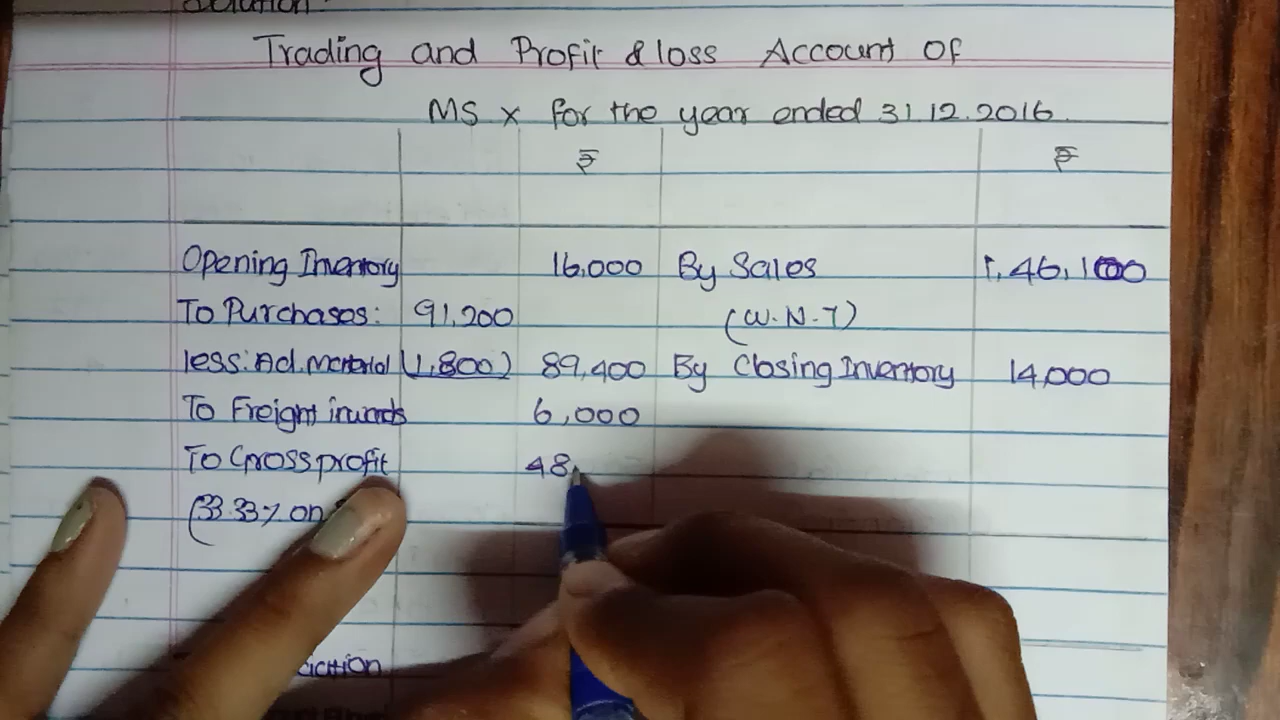 Trading and Profit & loss Account of
MS X for the year ended 31.12.2016
₹ ₹
Opening Inventory 16,000 By Sales 1,46,100
To Purchases: 91,200 (W.N-7)
less: Ad. Material (1,800) 89,400 By Closing Inventory 14,000
To Freight inwards 6,000
To Gross profit 48
(33.33% on